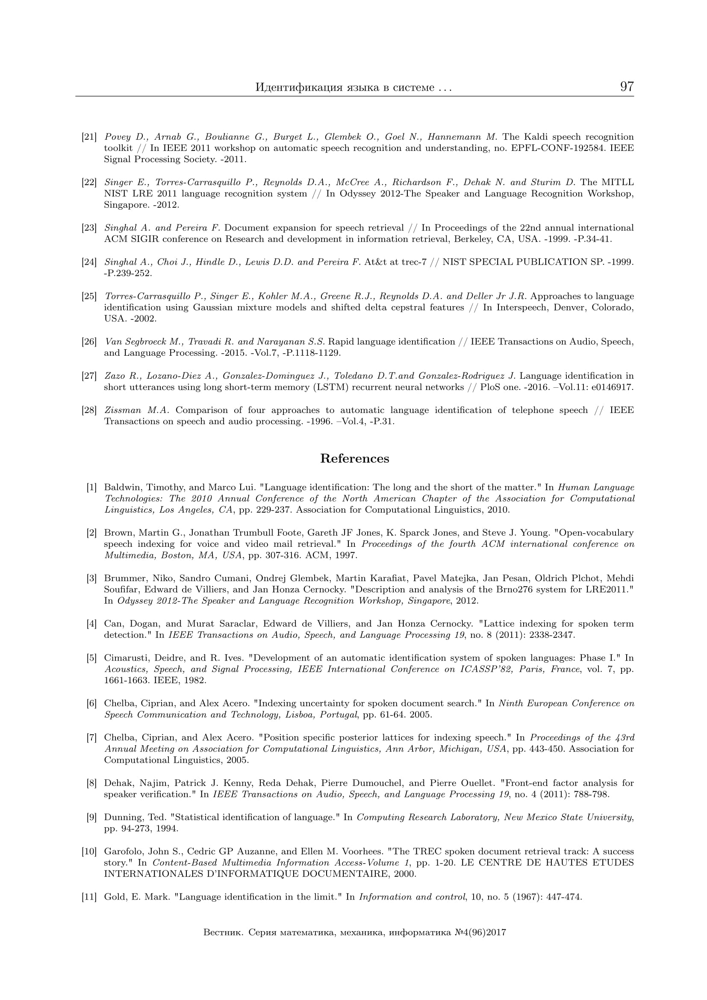 Идентификация языка в системе . . . 97
[21] Povey D., Arnab G., Boulianne G., Burget L., Glembek O., Goel N., Hannemann M. The Kaldi speech recognition
toolkit // In IEEE 2011 workshop on automatic speech recognition and understanding, no. EPFL-CONF-192584. IEEE
Signal Processing Society. -2011.
[22] Singer E., Torres-Carrasquillo P., Reynolds D.A., McCree A., Richardson F., Dehak N. and Sturim D. The MITLL
NIST LRE 2011 language recognition system // In Odyssey 2012-The Speaker and Language Recognition Workshop,
Singapore. -2012.
[23] Singhal A. and Pereira F. Document expansion for speech retrieval // In Proceedings of the 22nd annual international
ACM SIGIR conference on Research and development in information retrieval, Berkeley, CA, USA. -1999. -P.34-41.
[24] Singhal A., Choi J., Hindle D., Lewis D.D. and Pereira F. At&t at trec-7 // NIST SPECIAL PUBLICATION SP. -1999.
-P.239-252.
[25] Torres-Carrasquillo P., Singer E., Kohler M.A., Greene R.J., Reynolds D.A. and Deller Jr J.R. Approaches to language
identification using Gaussian mixture models and shifted delta cepstral features // In Interspeech, Denver, Colorado,
USA. -2002.
[26] Van Segbroeck M., Travadi R. and Narayanan S.S. Rapid language identification // IEEE Transactions on Audio, Speech,
and Language Processing. -2015. -Vol.7, -P.1118-1129.
[27] Zazo R., Lozano-Diez A., Gonzalez-Dominguez J., Toledano D.T.and Gonzalez-Rodriguez J. Language identification in
short utterances using long short-term memory (LSTM) recurrent neural networks // PloS one. -2016. –Vol.11: e0146917.
[28] Zissman M.A. Comparison of four approaches to automatic language identification of telephone speech // IEEE
Transactions on speech and audio processing. -1996. –Vol.4, -P.31.
References
[1] Baldwin, Timothy, and Marco Lui. "Language identification: The long and the short of the matter." In Human Language
Technologies: The 2010 Annual Conference of the North American Chapter of the Association for Computational
Linguistics, Los Angeles, CA, pp. 229-237. Association for Computational Linguistics, 2010.
[2] Brown, Martin G., Jonathan Trumbull Foote, Gareth JF Jones, K. Sparck Jones, and Steve J. Young. "Open-vocabulary
speech indexing for voice and video mail retrieval." In Proceedings of the fourth ACM international conference on
Multimedia, Boston, MA, USA, pp. 307-316. ACM, 1997.
[3] Brummer, Niko, Sandro Cumani, Ondrej Glembek, Martin Karafiat, Pavel Matejka, Jan Pesan, Oldrich Plchot, Mehdi
Soufifar, Edward de Villiers, and Jan Honza Cernocky. "Description and analysis of the Brno276 system for LRE2011."
In Odyssey 2012-The Speaker and Language Recognition Workshop, Singapore, 2012.
[4] Can, Dogan, and Murat Saraclar, Edward de Villiers, and Jan Honza Cernocky. "Lattice indexing for spoken term
detection." In IEEE Transactions on Audio, Speech, and Language Processing 19, no. 8 (2011): 2338-2347.
[5] Cimarusti, Deidre, and R. Ives. "Development of an automatic identification system of spoken languages: Phase I." In
Acoustics, Speech, and Signal Processing, IEEE International Conference on ICASSP'82, Paris, France, vol. 7, pp.
1661-1663. IEEE, 1982.
[6] Chelba, Ciprian, and Alex Acero. "Indexing uncertainty for spoken document search." In Ninth European Conference on
Speech Communication and Technology, Lisboa, Portugal, pp. 61-64. 2005.
[7] Chelba, Ciprian, and Alex Acero. "Position specific posterior lattices for indexing speech." In Proceedings of the 43rd
Annual Meeting on Association for Computational Linguistics, Ann Arbor, Michigan, USA, pp. 443-450. Association for
Computational Linguistics, 2005.
[8] Dehak, Najim, Patrick J. Kenny, Reda Dehak, Pierre Dumouchel, and Pierre Ouellet. "Front-end factor analysis for
speaker verification." In IEEE Transactions on Audio, Speech, and Language Processing 19, no. 4 (2011): 788-798.
[9] Dunning, Ted. "Statistical identification of language." In Computing Research Laboratory, New Mexico State University,
pp. 94-273, 1994.
[10] Garofolo, John S., Cedric GP Auzanne, and Ellen M. Voorhees. "The TREC spoken document retrieval track: A success
story." In Content-Based Multimedia Information Access-Volume 1, pp. 1-20. LE CENTRE DE HAUTES ETUDES
INTERNATIONALES D'INFORMATIQUE DOCUMENTAIRE, 2000.
[11] Gold, E. Mark. "Language identification in the limit." In Information and control, 10, no. 5 (1967): 447-474.
Вестник. Серия математика, механика, информатика №4(96)2017